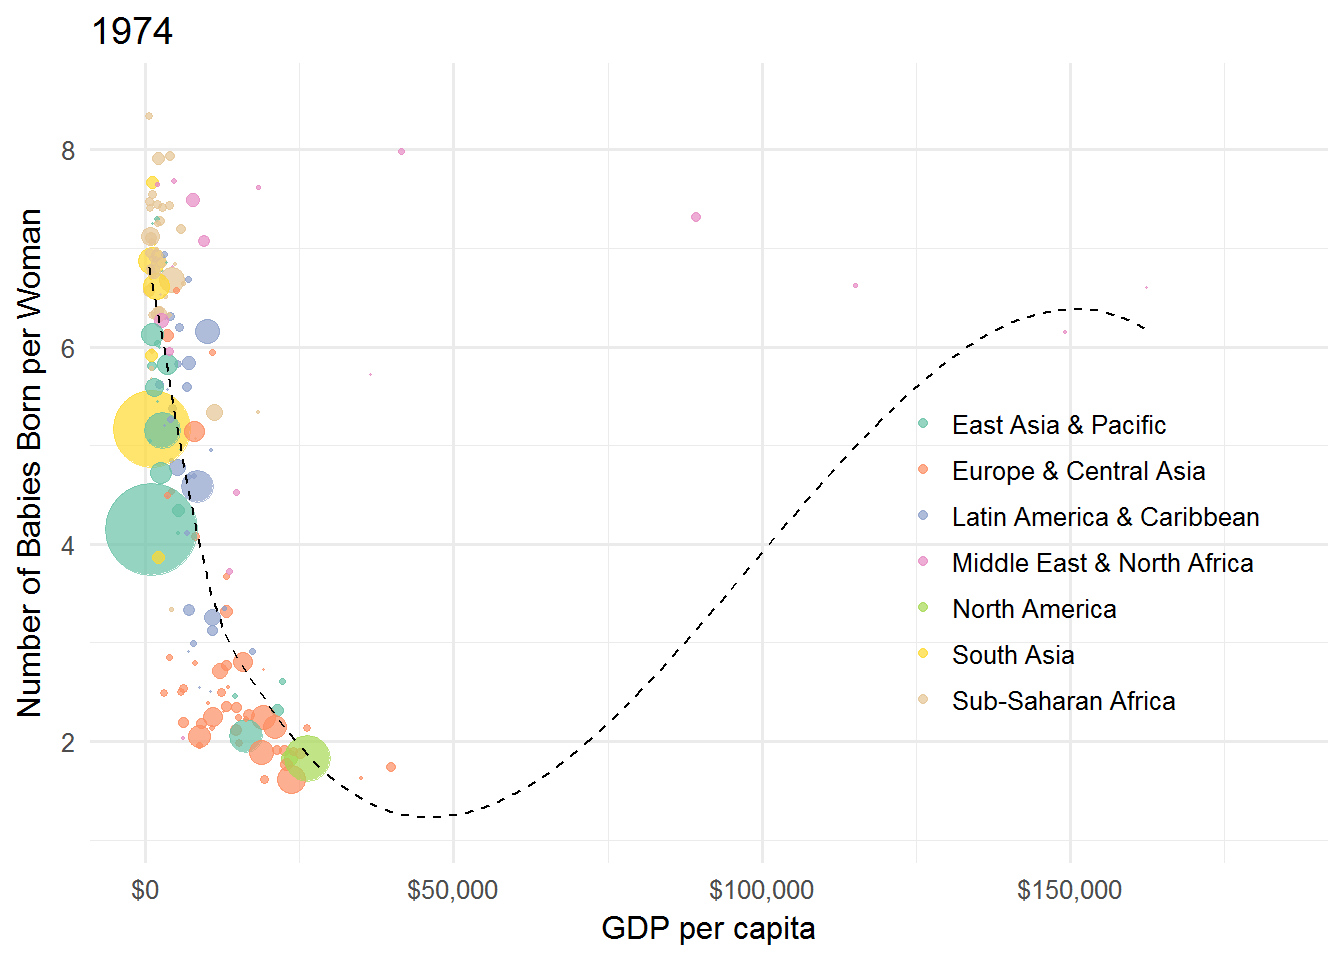 1974
Number of Babies Born per Woman
8
6
4
2
East Asia & Pacific
Europe & Central Asia
Latin America & Caribbean
Middle East & North Africa
North America
South Asia
Sub-Saharan Africa
$0
$50,000
$100,000
$150,000
GDP per capita